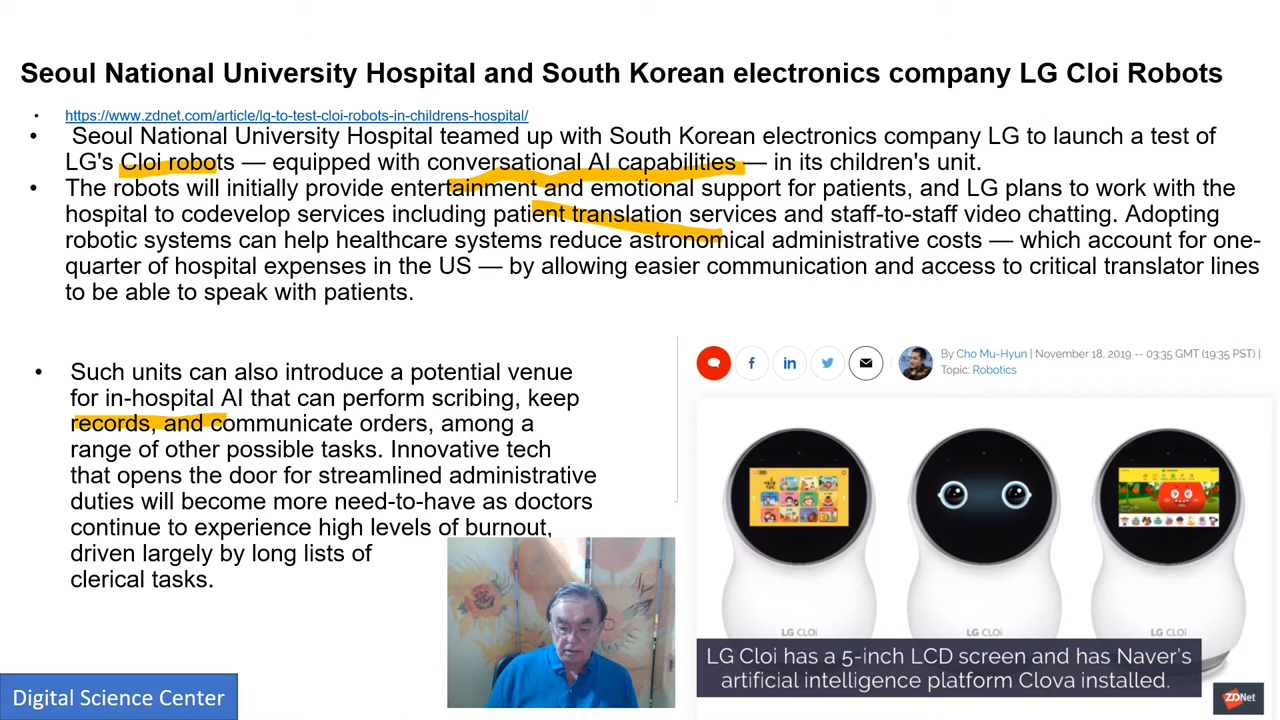 Seoul National University Hospital and South Korean electronics company LG Cloi Robots
• https://www.zdnet.com/article/lg-to-test-cloi-robots-in-childrens-hospital/
• Seoul National University Hospital teamed up with South Korean electronics company LG to launch a test of
LG's Cloi robots — equipped with conversational AI capabilities — in its children's unit.
• The robots will initially provide entertainment and emotional support for patients, and LG plans to work with the
hospital to codevelop services including patient translation services and staff-to-staff video chatting. Adopting
robotic systems can help healthcare systems reduce astronomical administrative costs — which account for one-
quarter of hospital expenses in the US — by allowing easier communication and access to critical translator lines
to be able to speak with patients.
• Such units can also introduce a potential venue
for in-hospital AI that can perform scribing, keep
records, and communicate orders, among a
range of other possible tasks. Innovative tech
that opens the door for streamlined administrative
duties will become more need-to-have as doctors
continue to experience high levels of burnout,
driven largely by long lists of
clerical tasks.
By Cho Mu-Hyun | November 18, 2019 -- 03:35 GMT (19:35 PST) |
Topic: Robotics
LG CLOi
LG CLOi
LG CLOi
LG Cloi has a 5-inch LCD screen and has Naver's
artificial intelligence platform Clova installed.
ZDNet
Digital Science Center